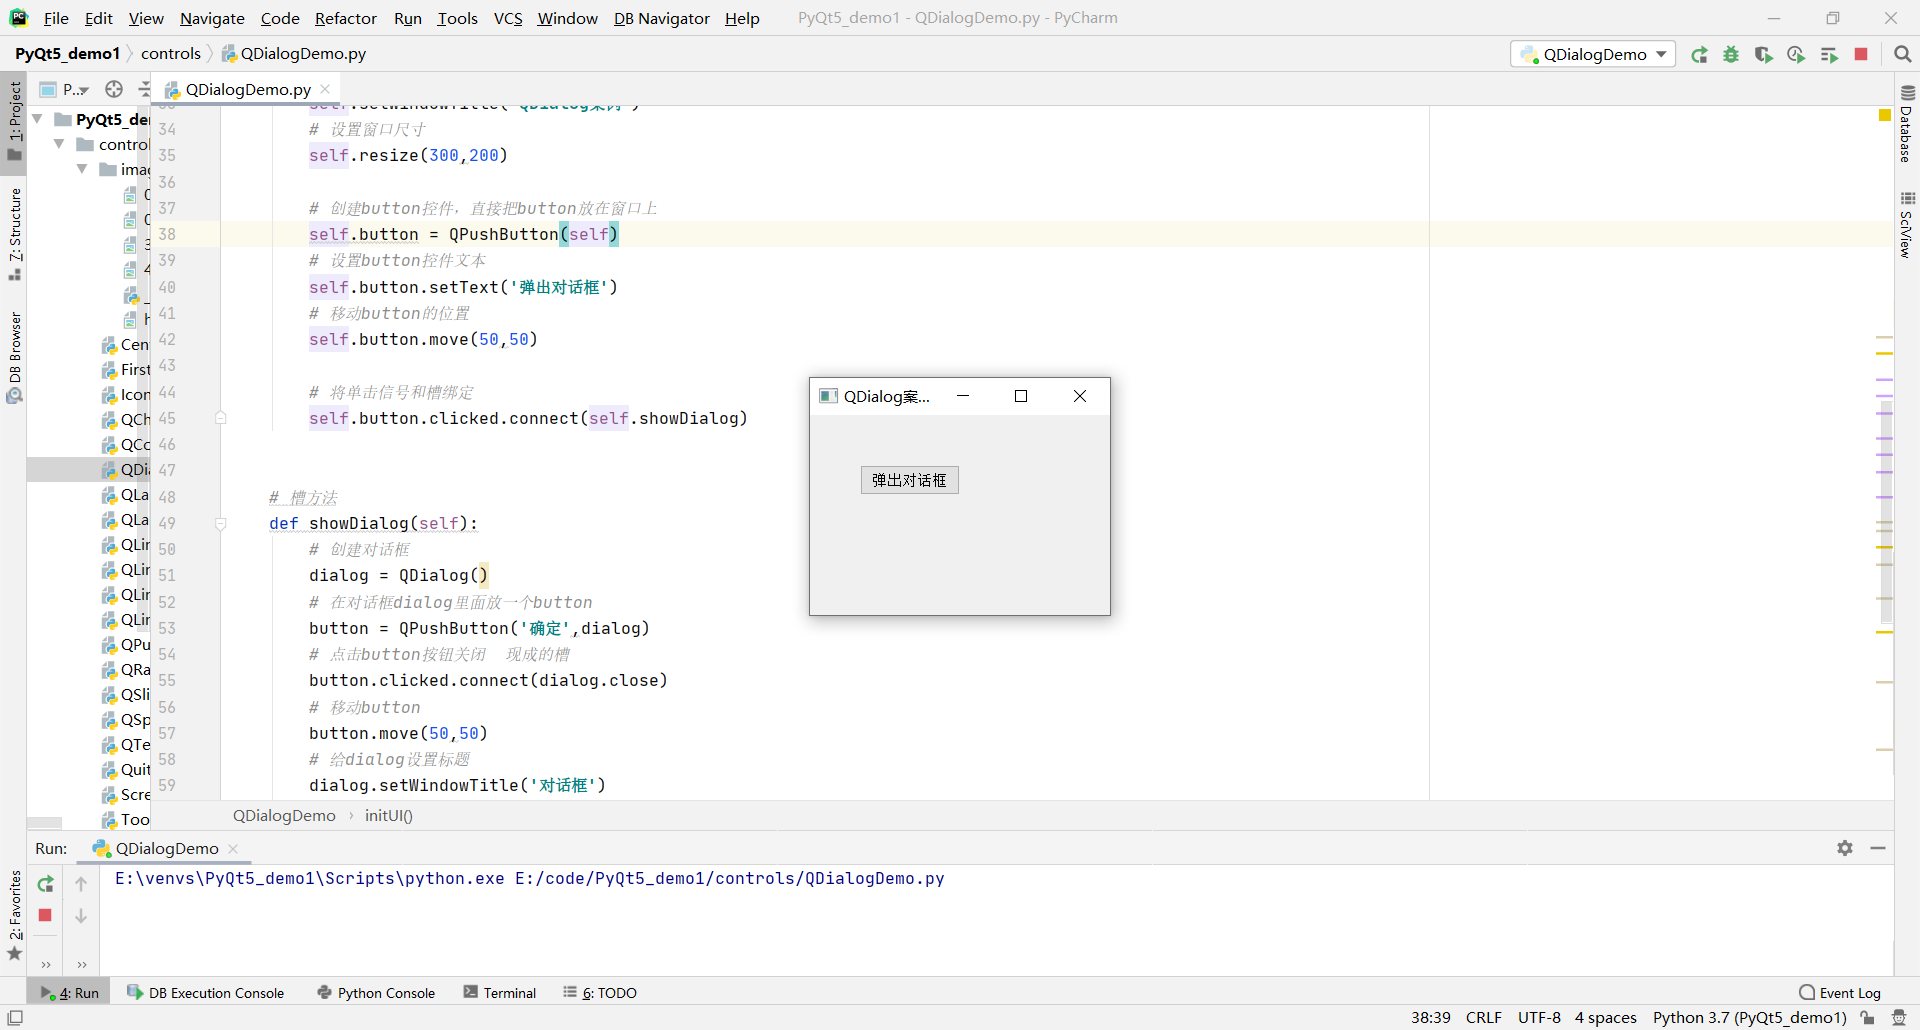 File Edit View Navigate Code Refactor Run Tools VCS Window DB Navigator Help PyQt5_demo1 - QDialogDemo.py - PyCharm
PyQt5_demo1 controls QDialogDemo.py QDialogDemo
P... QDialogDemo.py
1: Project
7: Structure
DB Browser
2: Favorites
Database
SciView
PyQt5_de
contro
ima
0
0
3
4
_
h
Cen
First
Icon
QCh
QCo
QDi
QLa
QLa
QLin
QLin
QLin
QLin
QPu
QRa
QSli
QSp
QTe
Quit
Scre
Too
34 # 设置窗口尺寸
35 self.resize(300,200)
36
37 # 创建button控件，直接把button放在窗口上
38 self.button = QPushButton(self)
39 # 设置button控件文本
40 self.button.setText('弹出对话框')
41 # 移动button的位置
42 self.button.move(50,50)
43
44 # 将单击信号和槽绑定
45 self.button.clicked.connect(self.showDialog)
46
47
48 # 槽方法
49 def showDialog(self):
50 # 创建对话框
51 dialog = QDialog()
52 # 在对话框dialog里面放一个button
53 button = QPushButton('确定',dialog)
54 # 点击button按钮关闭 现成的槽
55 button.clicked.connect(dialog.close)
56 # 移动button
57 button.move(50,50)
58 # 给dialog设置标题
59 dialog.setWindowTitle('对话框')
QDialog案...
弹出对话框
QDialogDemo › initUI()
Run: QDialogDemo
E:\venvs\PyQt5_demo1\Scripts\python.exe E:/code/PyQt5_demo1/controls/QDialogDemo.py
4: Run DB Execution Console Python Console Terminal 6: TODO Event Log
38:39 CRLF UTF-8 4 spaces Python 3.7 (PyQt5_demo1)